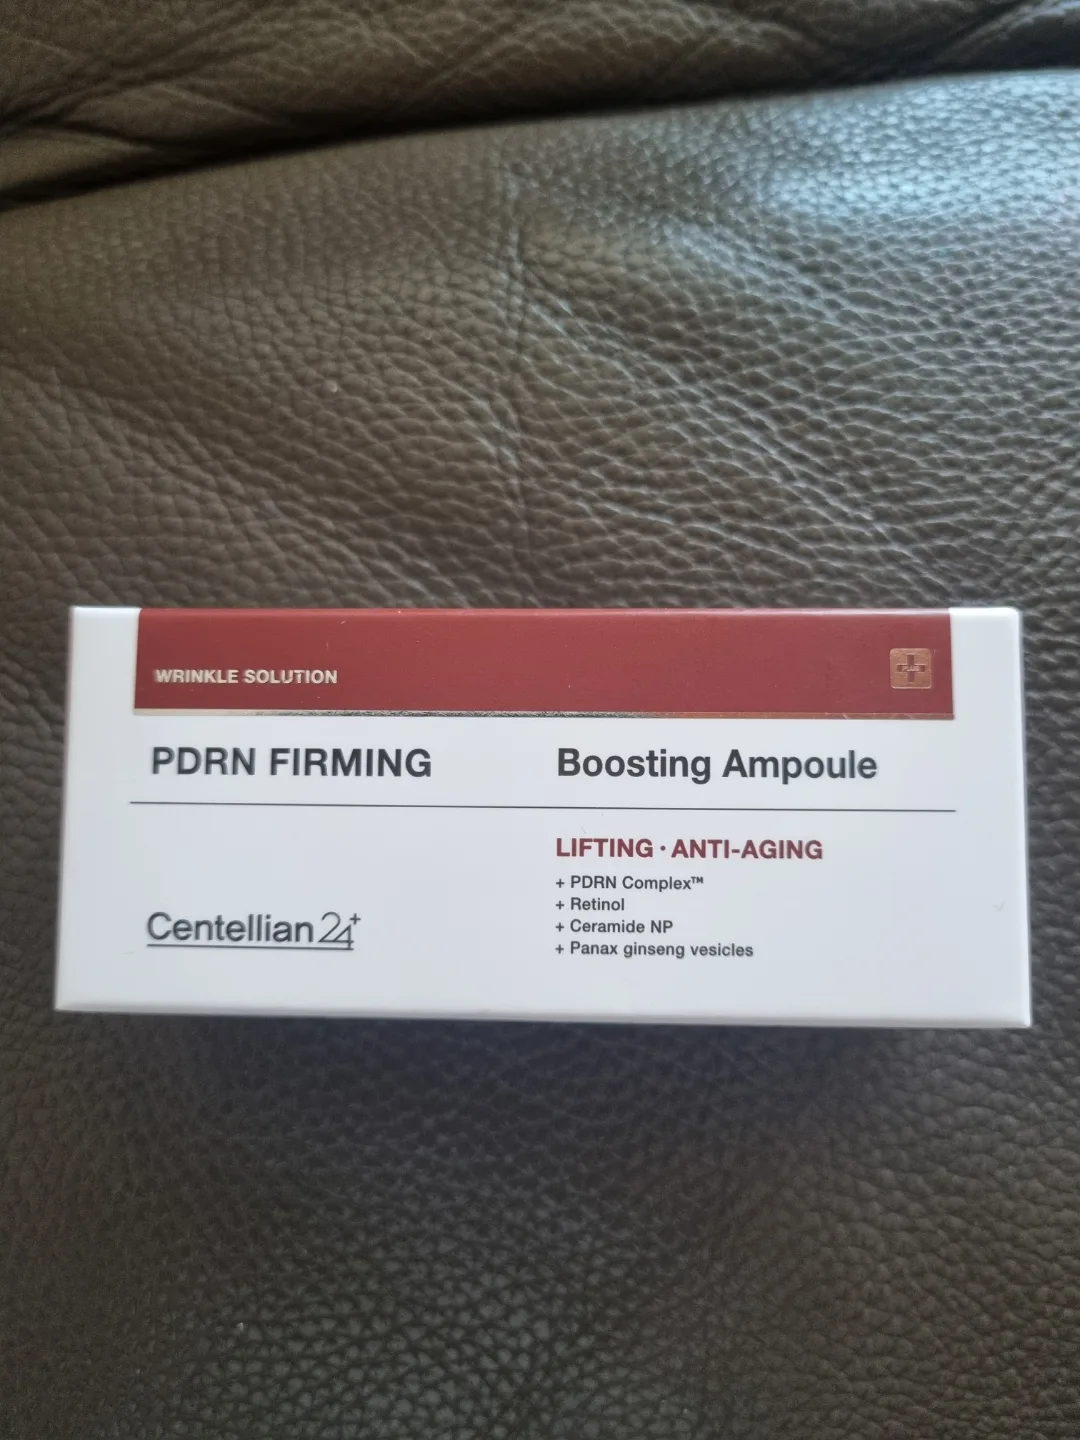 WRINKLE SOLUTION
PLUS
PDRN FIRMING
Boosting Ampoule
LIFTING · ANTI-AGING
+ PDRN Complex™
+ Retinol
+ Ceramide NP
+ Panax ginseng vesicles
Centellian 24+